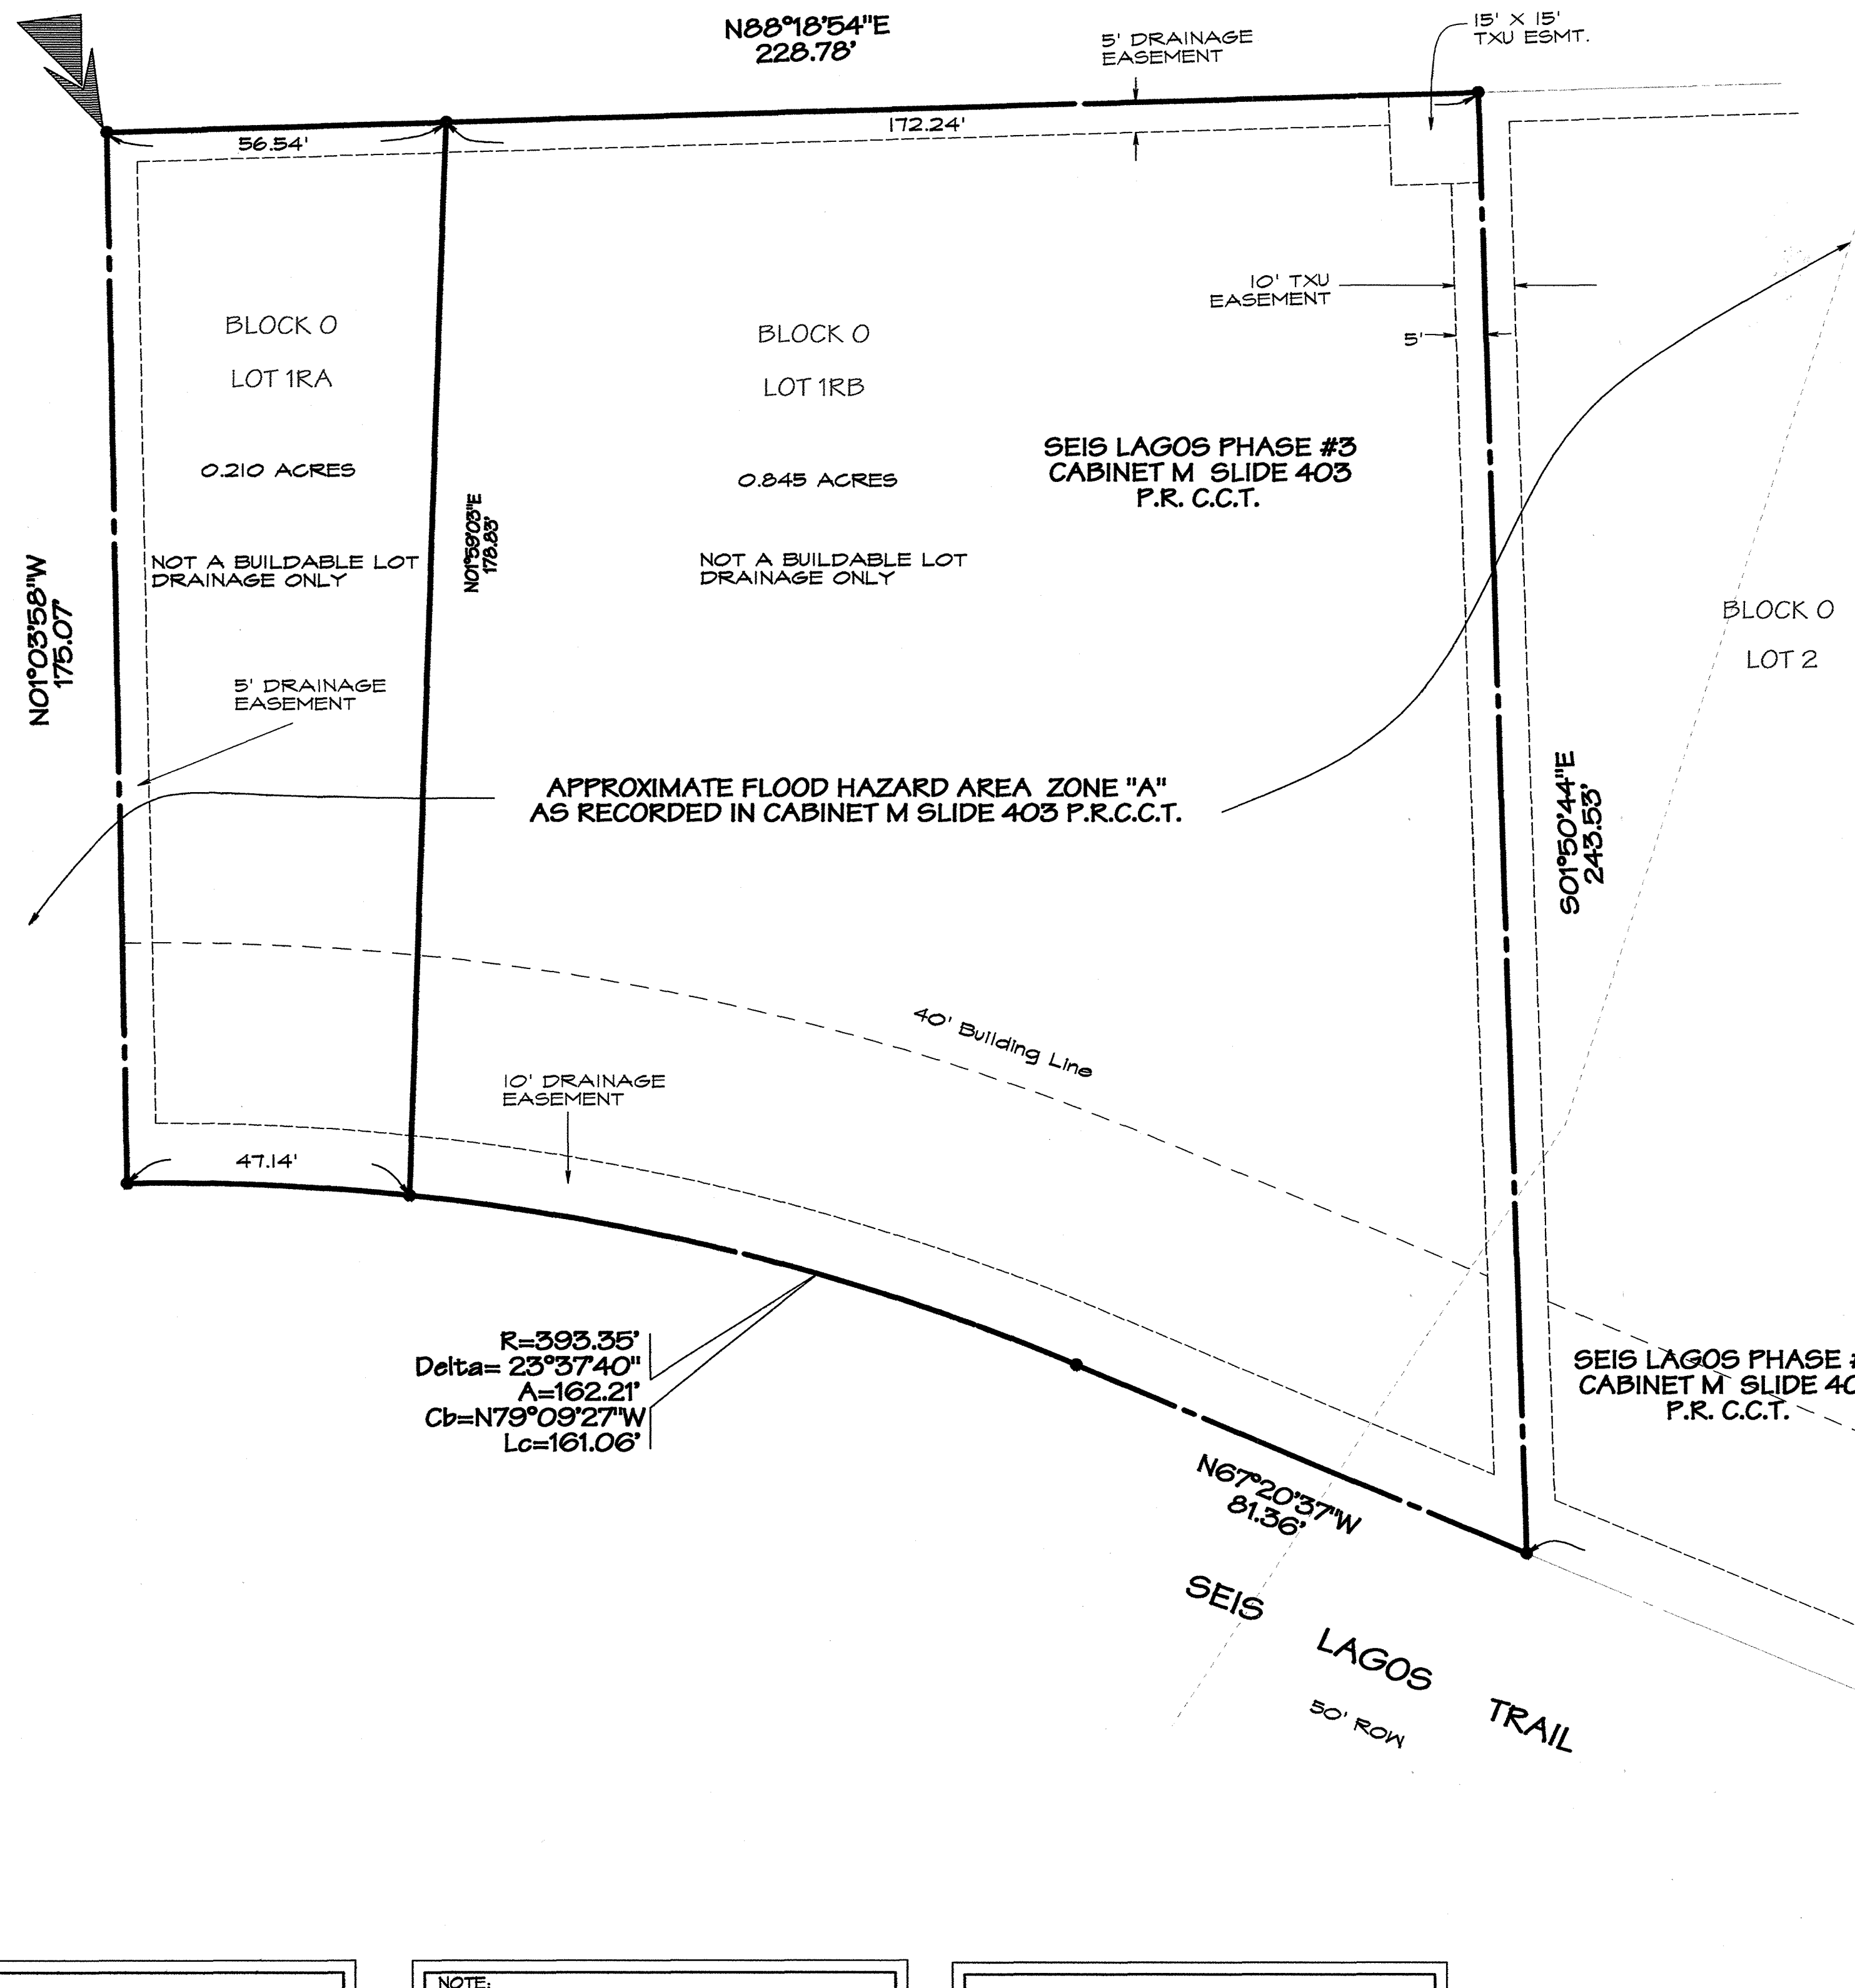 N88°18'54"E
228.78'
5' DRAINAGE
EASEMENT
15' X 15'
TXU ESMT.
56.54'
172.24'
10' TXU
EASEMENT
5'
BLOCK O
LOT 1RA
0.210 ACRES
NOT A BUILDABLE LOT
DRAINAGE ONLY
BLOCK O
LOT 1RB
0.845 ACRES
NOT A BUILDABLE LOT
DRAINAGE ONLY
SEIS LAGOS PHASE #3
CABINET M SLIDE 403
P.R. C.C.T.
N01°59'03"E
178.83'
N01°03'58"W
175.07'
BLOCK O
LOT 2
5' DRAINAGE
EASEMENT
APPROXIMATE FLOOD HAZARD AREA ZONE "A"
AS RECORDED IN CABINET M SLIDE 403 P.R.C.C.T.
S01°50'44"E
243.53'
40' Building Line
10' DRAINAGE
EASEMENT
47.14'
R=393.35'
Delta= 23°37'40"
A=162.21'
Cb=N79°09'27"W
Lc=161.06'
SEIS LAGOS PHASE #
CABINET M SLIDE 40
P.R. C.C.T.
N67°20'37"W
81.36'
SEIS LAGOS TRAIL
50' ROW
NOTE: